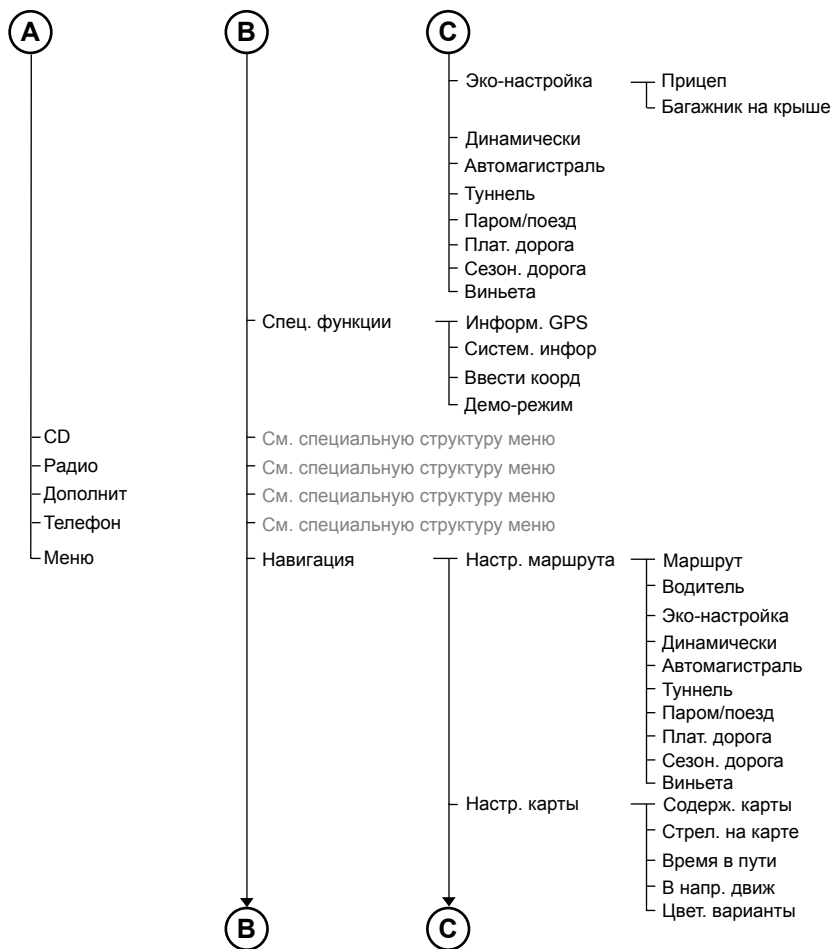 A B C
Эко-настройка Прицеп
Багажник на крыше
Динамически
Автомагистраль
Туннель
Паром/поезд
Плат. дорога
Сезон. дорога
Виньета
Спец. функции Информ. GPS
Систем. инфор
Ввести коорд
Демо-режим
CD См. специальную структуру меню
Радио См. специальную структуру меню
Дополнит См. специальную структуру меню
Телефон См. специальную структуру меню
Меню Навигация Настр. маршрута Маршрут
Водитель
Эко-настройка
Динамически
Автомагистраль
Туннель
Паром/поезд
Плат. дорога
Сезон. дорога
Виньета
Настр. карты Содерж. карты
Стрел. на карте
Время в пути
В напр. движ
Цвет. варианты
B C